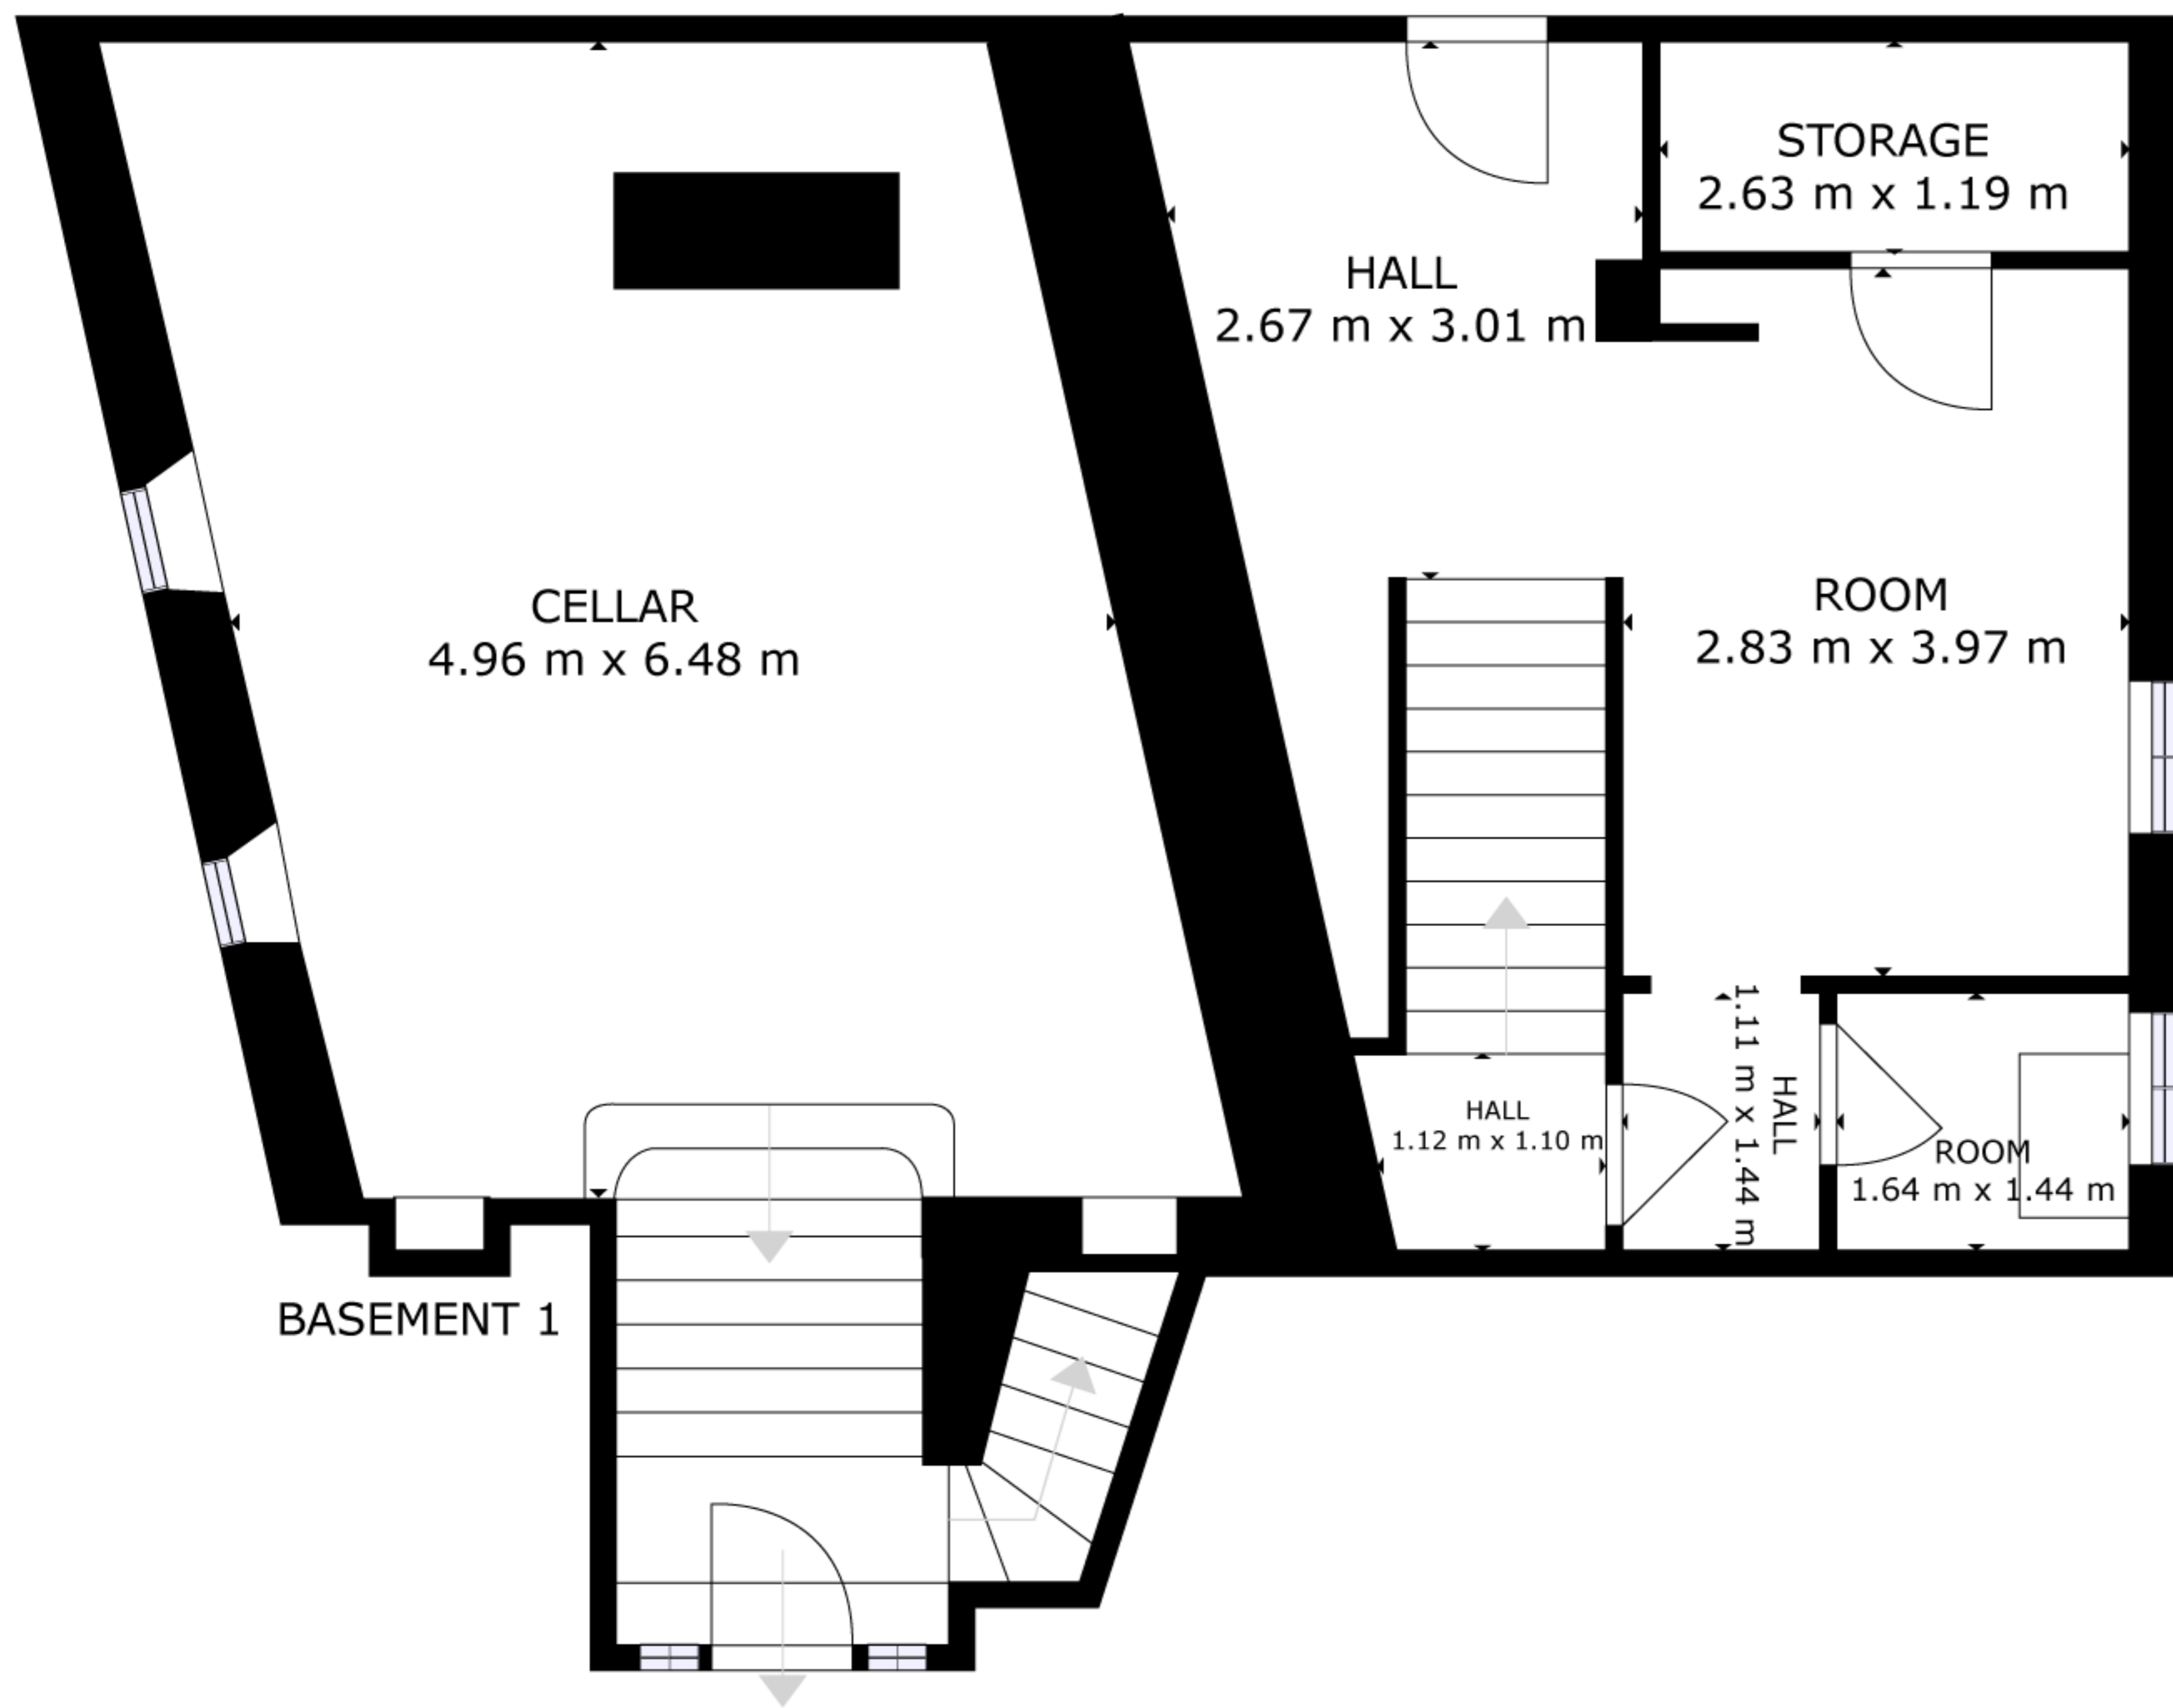 STORAGE
2.63 m x 1.19 m
HALL
2.67 m x 3.01 m
CELLAR
4.96 m x 6.48 m
ROOM
2.83 m x 3.97 m
HALL
1.12 m x 1.10 m
HALL
1.11 m x 1.44 m
ROOM
1.64 m x 1.44 m
BASEMENT 1